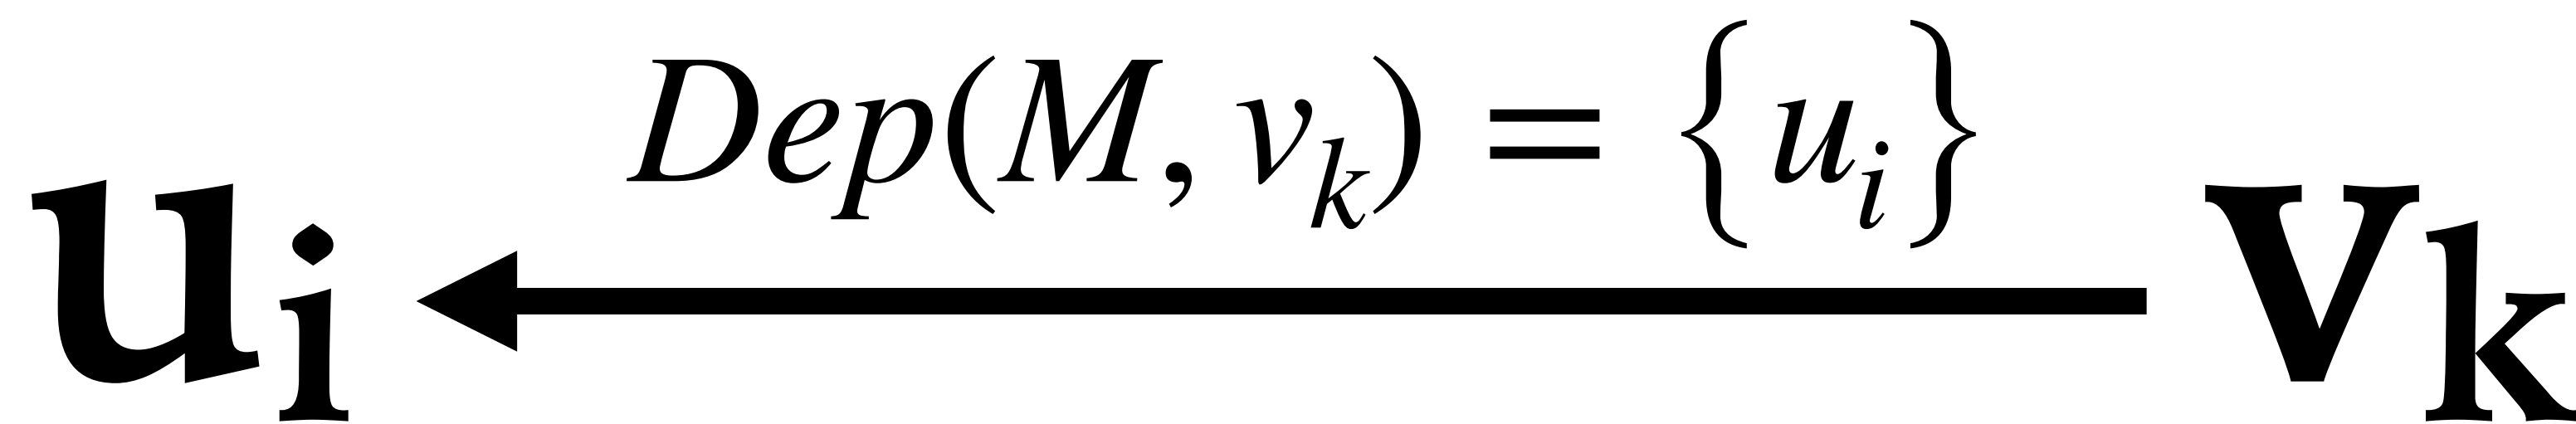 Dep(M, v_k) = {u_i}
u_i v_k